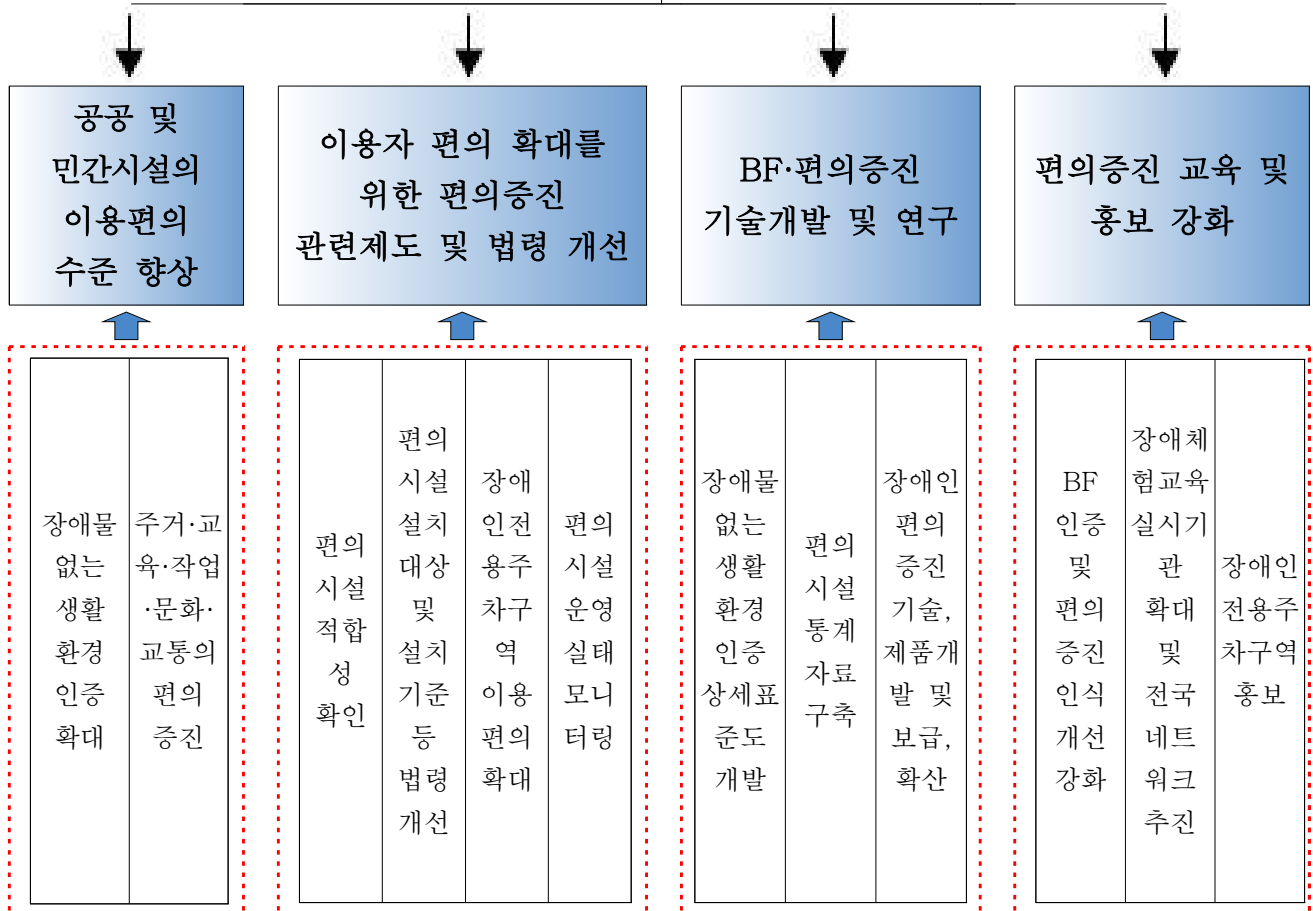 공공 및
민간시설의
이용편의
수준 향상
이용자 편의 확대를
위한 편의증진
관련제도 및 법령 개선
BF·편의증진
기술개발 및 연구
편의증진 교육 및
홍보 강화
장애물
없는
생활
환경
인증
확대
주거·교
육·작업
·문화·
교통의
편의
증진
편의
시설
적합
성
확인
편의
시설
설치
대상
및
설치
기준
등
법령
개선
장애
인전
용주
차구
역
이용
편의
확대
편의
시설
운영
실태
모니
터링
장애물
없는
생활
환경
인증
상세표
준도
개발
편의
시설
통계
자료
구축
장애인
편의
증진
기술,
제품개
발 및
보급,
확산
BF
인증
및
편의
증진
인식
개선
강화
장애체
험교육
실시기
관
확대
및
전국
네트
워크
추진
장애인
전용주
차구역
홍보